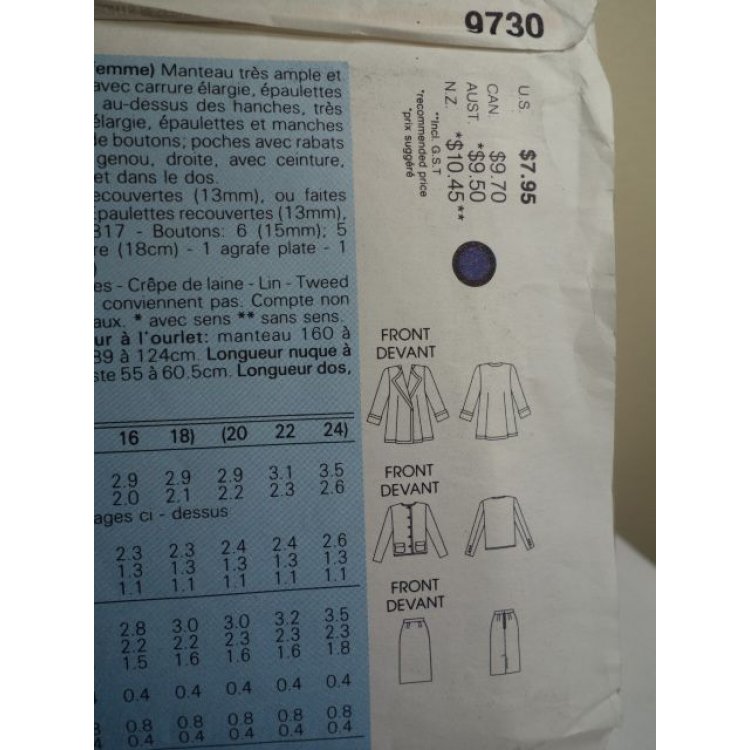 9730
emme) Manteau très ample et
avec carrure élargie, épaulettes
au-dessus des hanches, très
élargie, épaulettes et manches
de boutons; poches avec rabats
genou, droite, avec ceinture,
et dans le dos.
ecouvertes (13mm), ou faites
paulettes recouvertes (13mm),
317 - Boutons: 6 (15mm); 5
re (18cm) - 1 agrafe plate - 1
)
es - Crêpe de laine - Lin - Tweed
conviennent pas. Compte non
aux. * avec sens ** sans sens.
ur à l'ourlet: manteau 160 à
39 à 124cm. Longueur nuque à
ste 55 à 60.5cm. Longueur dos,
16 18) (20 22 24)
2.9 2.9 2.9 3.1 3.5
2.0 2.1 2.2 2.3 2.6
ages ci - dessus
2.3 2.3 2.4 2.4 2.6
1.3 1.3 1.3 1.3 1.3
1.1 1.1 1.1 1.1 1.1
2.8 3.0 3.0 3.2 3.5
2.2 2.2 2.3 2.3 2.3
1.5 1.6 1.6 1.6 1.8
0.4 0.4 0.4 0.4 0.4
0.8 0.8 0.8 0.8 0.8
0.4 0.4 0.4 0.4 0.4
U.S. $7.95
CAN $9.70
AUST. *$9.50
N.Z. *$10.45**
**Incl. G.S.T
*recommended price
*prix suggéré
FRONT
DEVANT
FRONT
DEVANT
FRONT
DEVANT